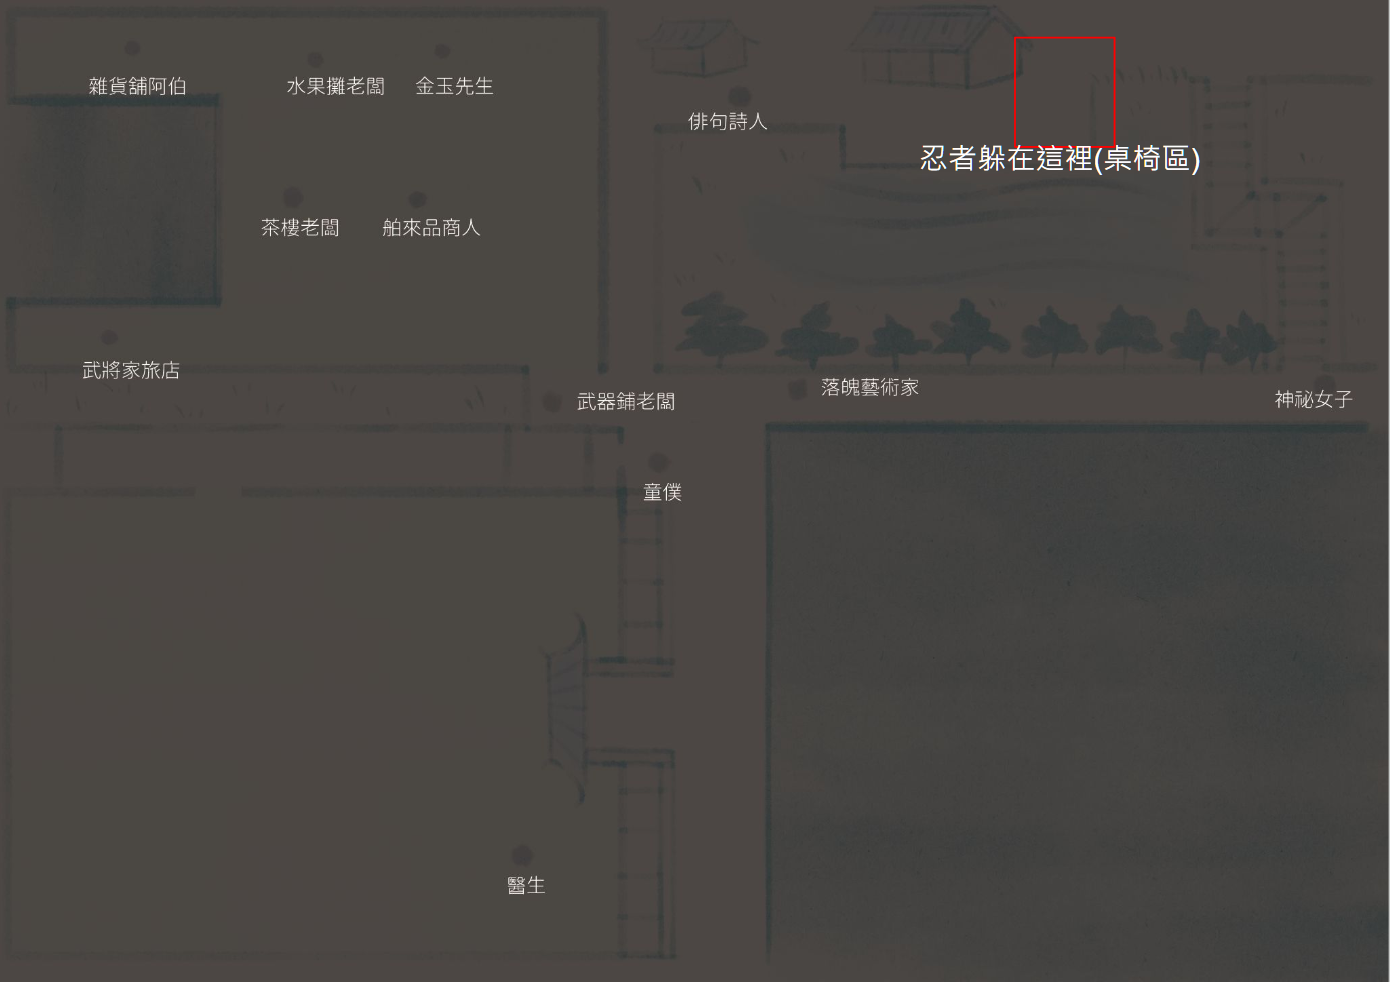 雜貨舖阿伯
水果攤老闆
金玉先生
俳句詩人
忍者躲在這裡(桌椅區)
茶樓老闆
舶來品商人
武將家旅店
武器鋪老闆
落魄藝術家
神祕女子
童僕
醫生